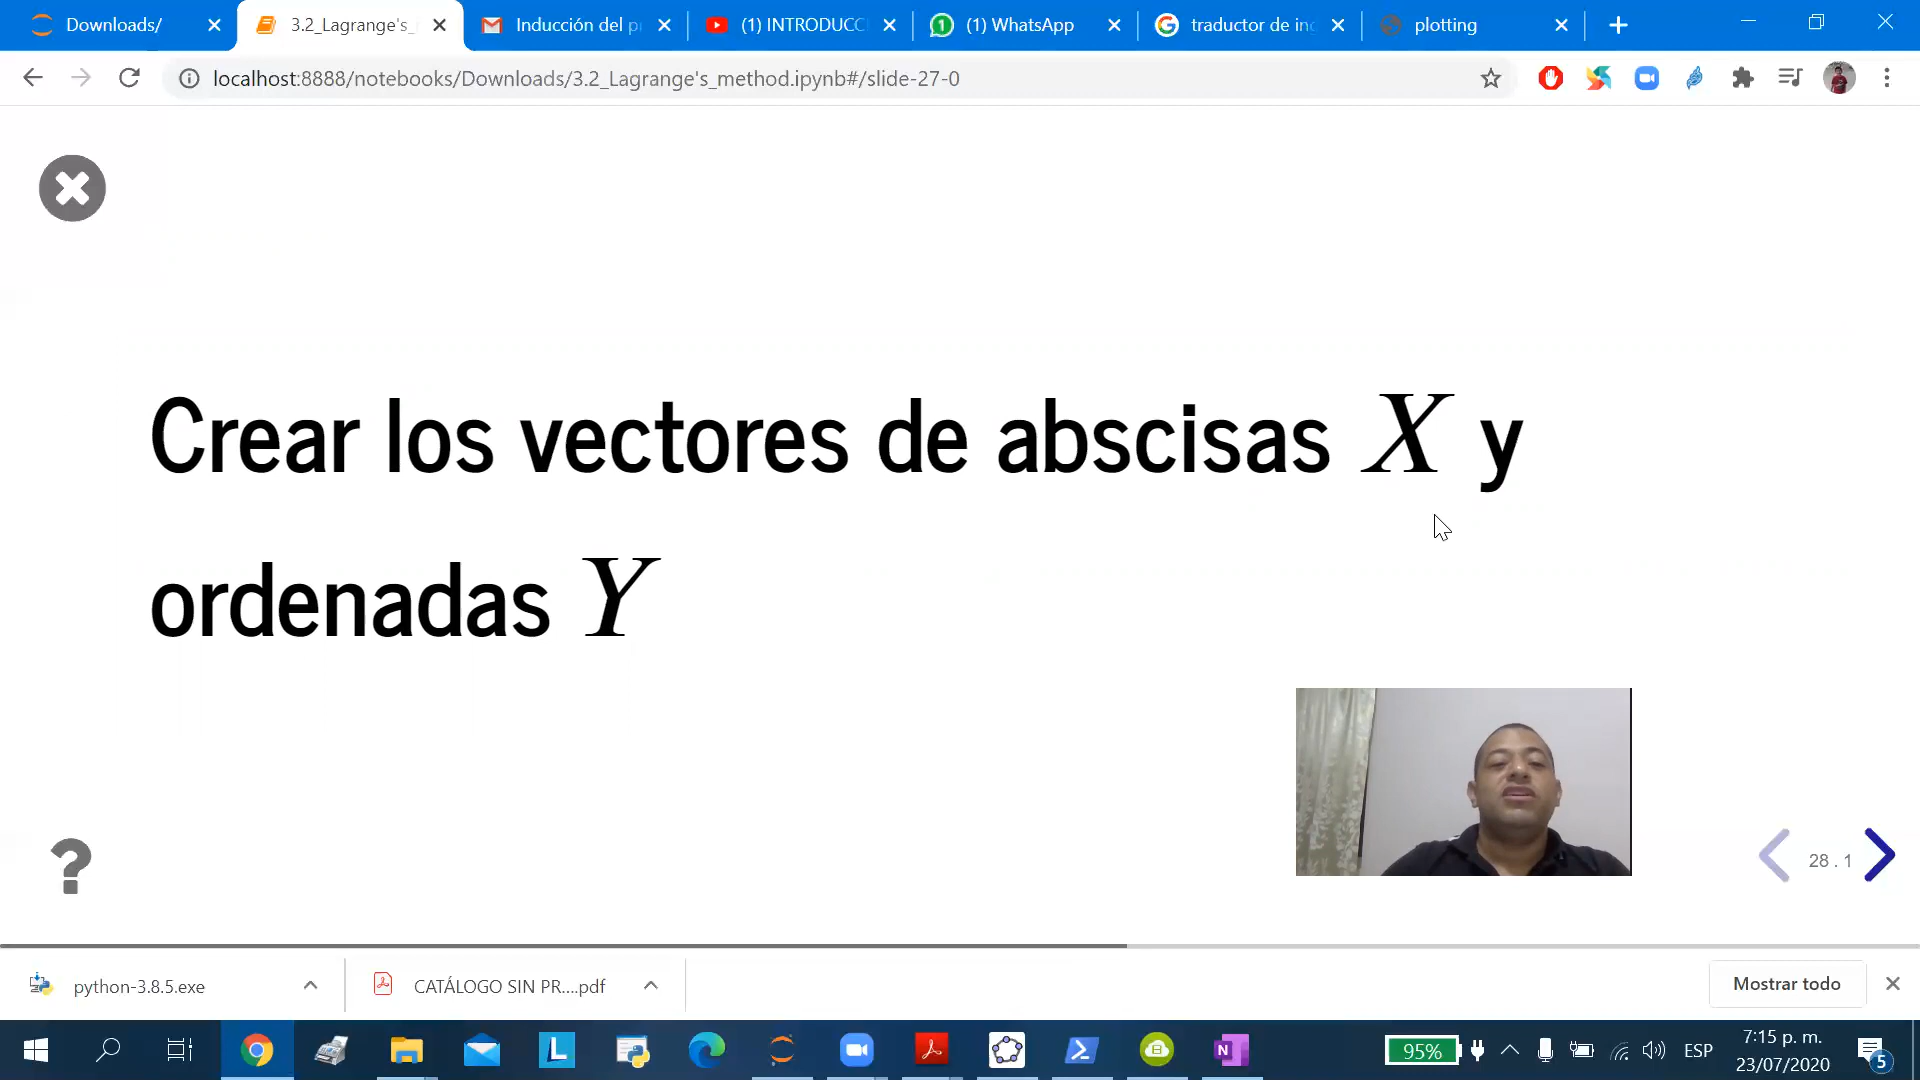 Downloads/
3.2_Lagrange's_
Inducción del p
(1) INTRODUCC
(1) WhatsApp
traductor de in
plotting
localhost:8888/notebooks/Downloads/3.2_Lagrange's_method.ipynb#/slide-27-0
Crear los vectores de abscisas X y
ordenadas Y
28 . 1
python-3.8.5.exe
CATÁLOGO SIN PR....pdf
Mostrar todo
95%
ESP
7:15 p. m.
23/07/2020
5